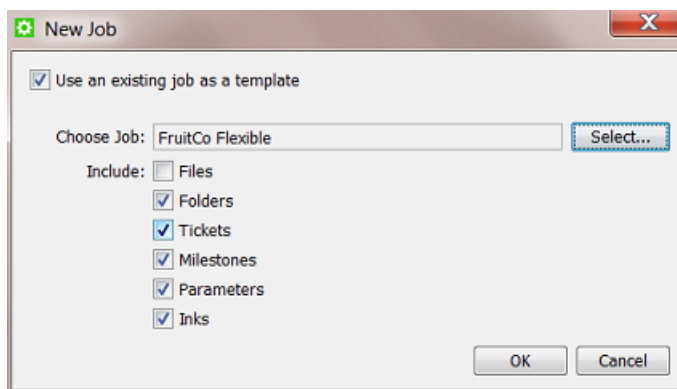 New Job
Use an existing job as a template
Choose Job: FruitCo Flexible Select...
Include: Files
Folders
Tickets
Milestones
Parameters
Inks
OK Cancel